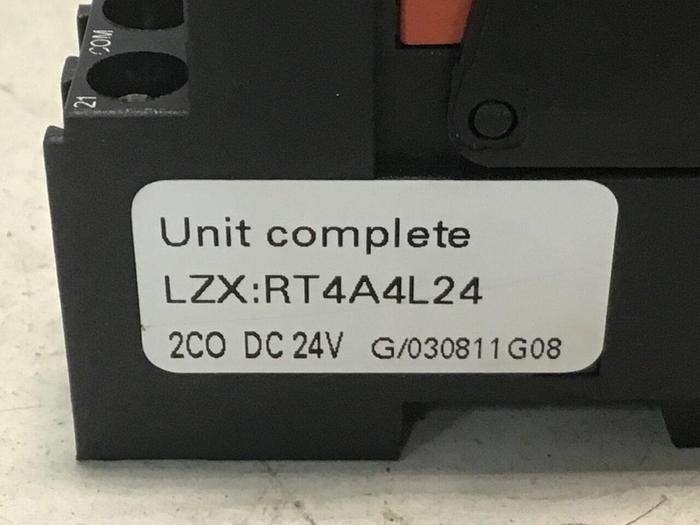 COM
21
Unit complete
LZX:RT4A4L24
2CO DC 24V G/030811G08